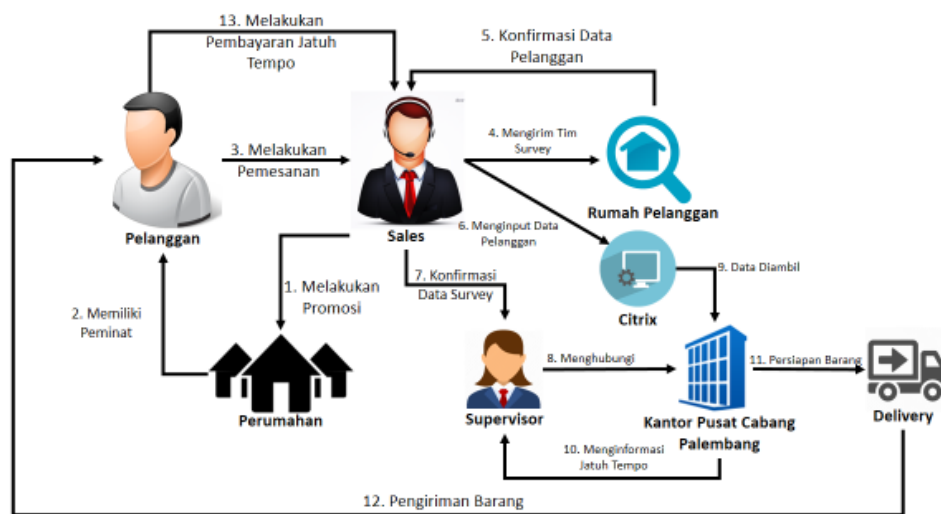 13. Melakukan
Pembayaran Jatuh
Tempo
5. Konfirmasi Data
Pelanggan
3. Melakukan
Pemesanan
4. Mengirim Tim
Survey
Rumah Pelanggan
Pelanggan
Sales
6. Menginput Data
Pelanggan
7. Konfirmasi
Data Survey
9. Data Diambil
1. Melakukan
Promosi
2. Memiliki
Peminat
Citrix
8. Menghubungi
11. Persiapan Barang
Perumahan
Supervisor
Kantor Pusat Cabang
Palembang
Delivery
10. Menginformasi
Jatuh Tempo
12. Pengiriman Barang